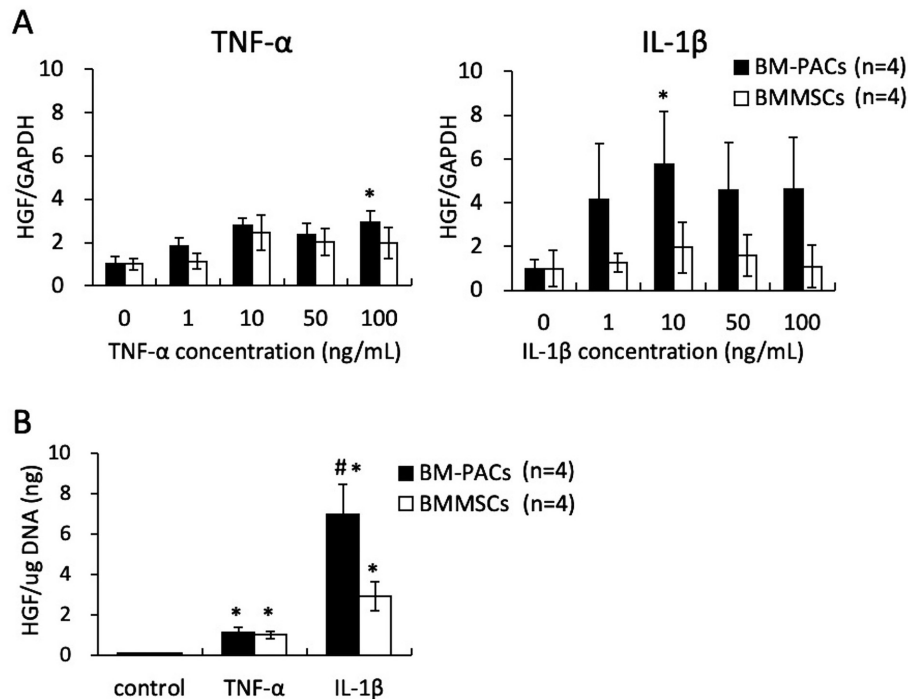 A
TNF-α
IL-1β
BM-PACs (n=4)
BMMSCs (n=4)
HGF/GAPDH
10
8
6
4
2
0
*
0 1 10 50 100
TNF-α concentration (ng/mL)
HGF/GAPDH
10
8
6
4
2
0
*
0 1 10 50 100
IL-1β concentration (ng/mL)
B
HGF/ug DNA (ng)
10
8
6
4
2
0
BM-PACs (n=4)
BMMSCs (n=4)
# *
*
* *
control TNF-α IL-1β